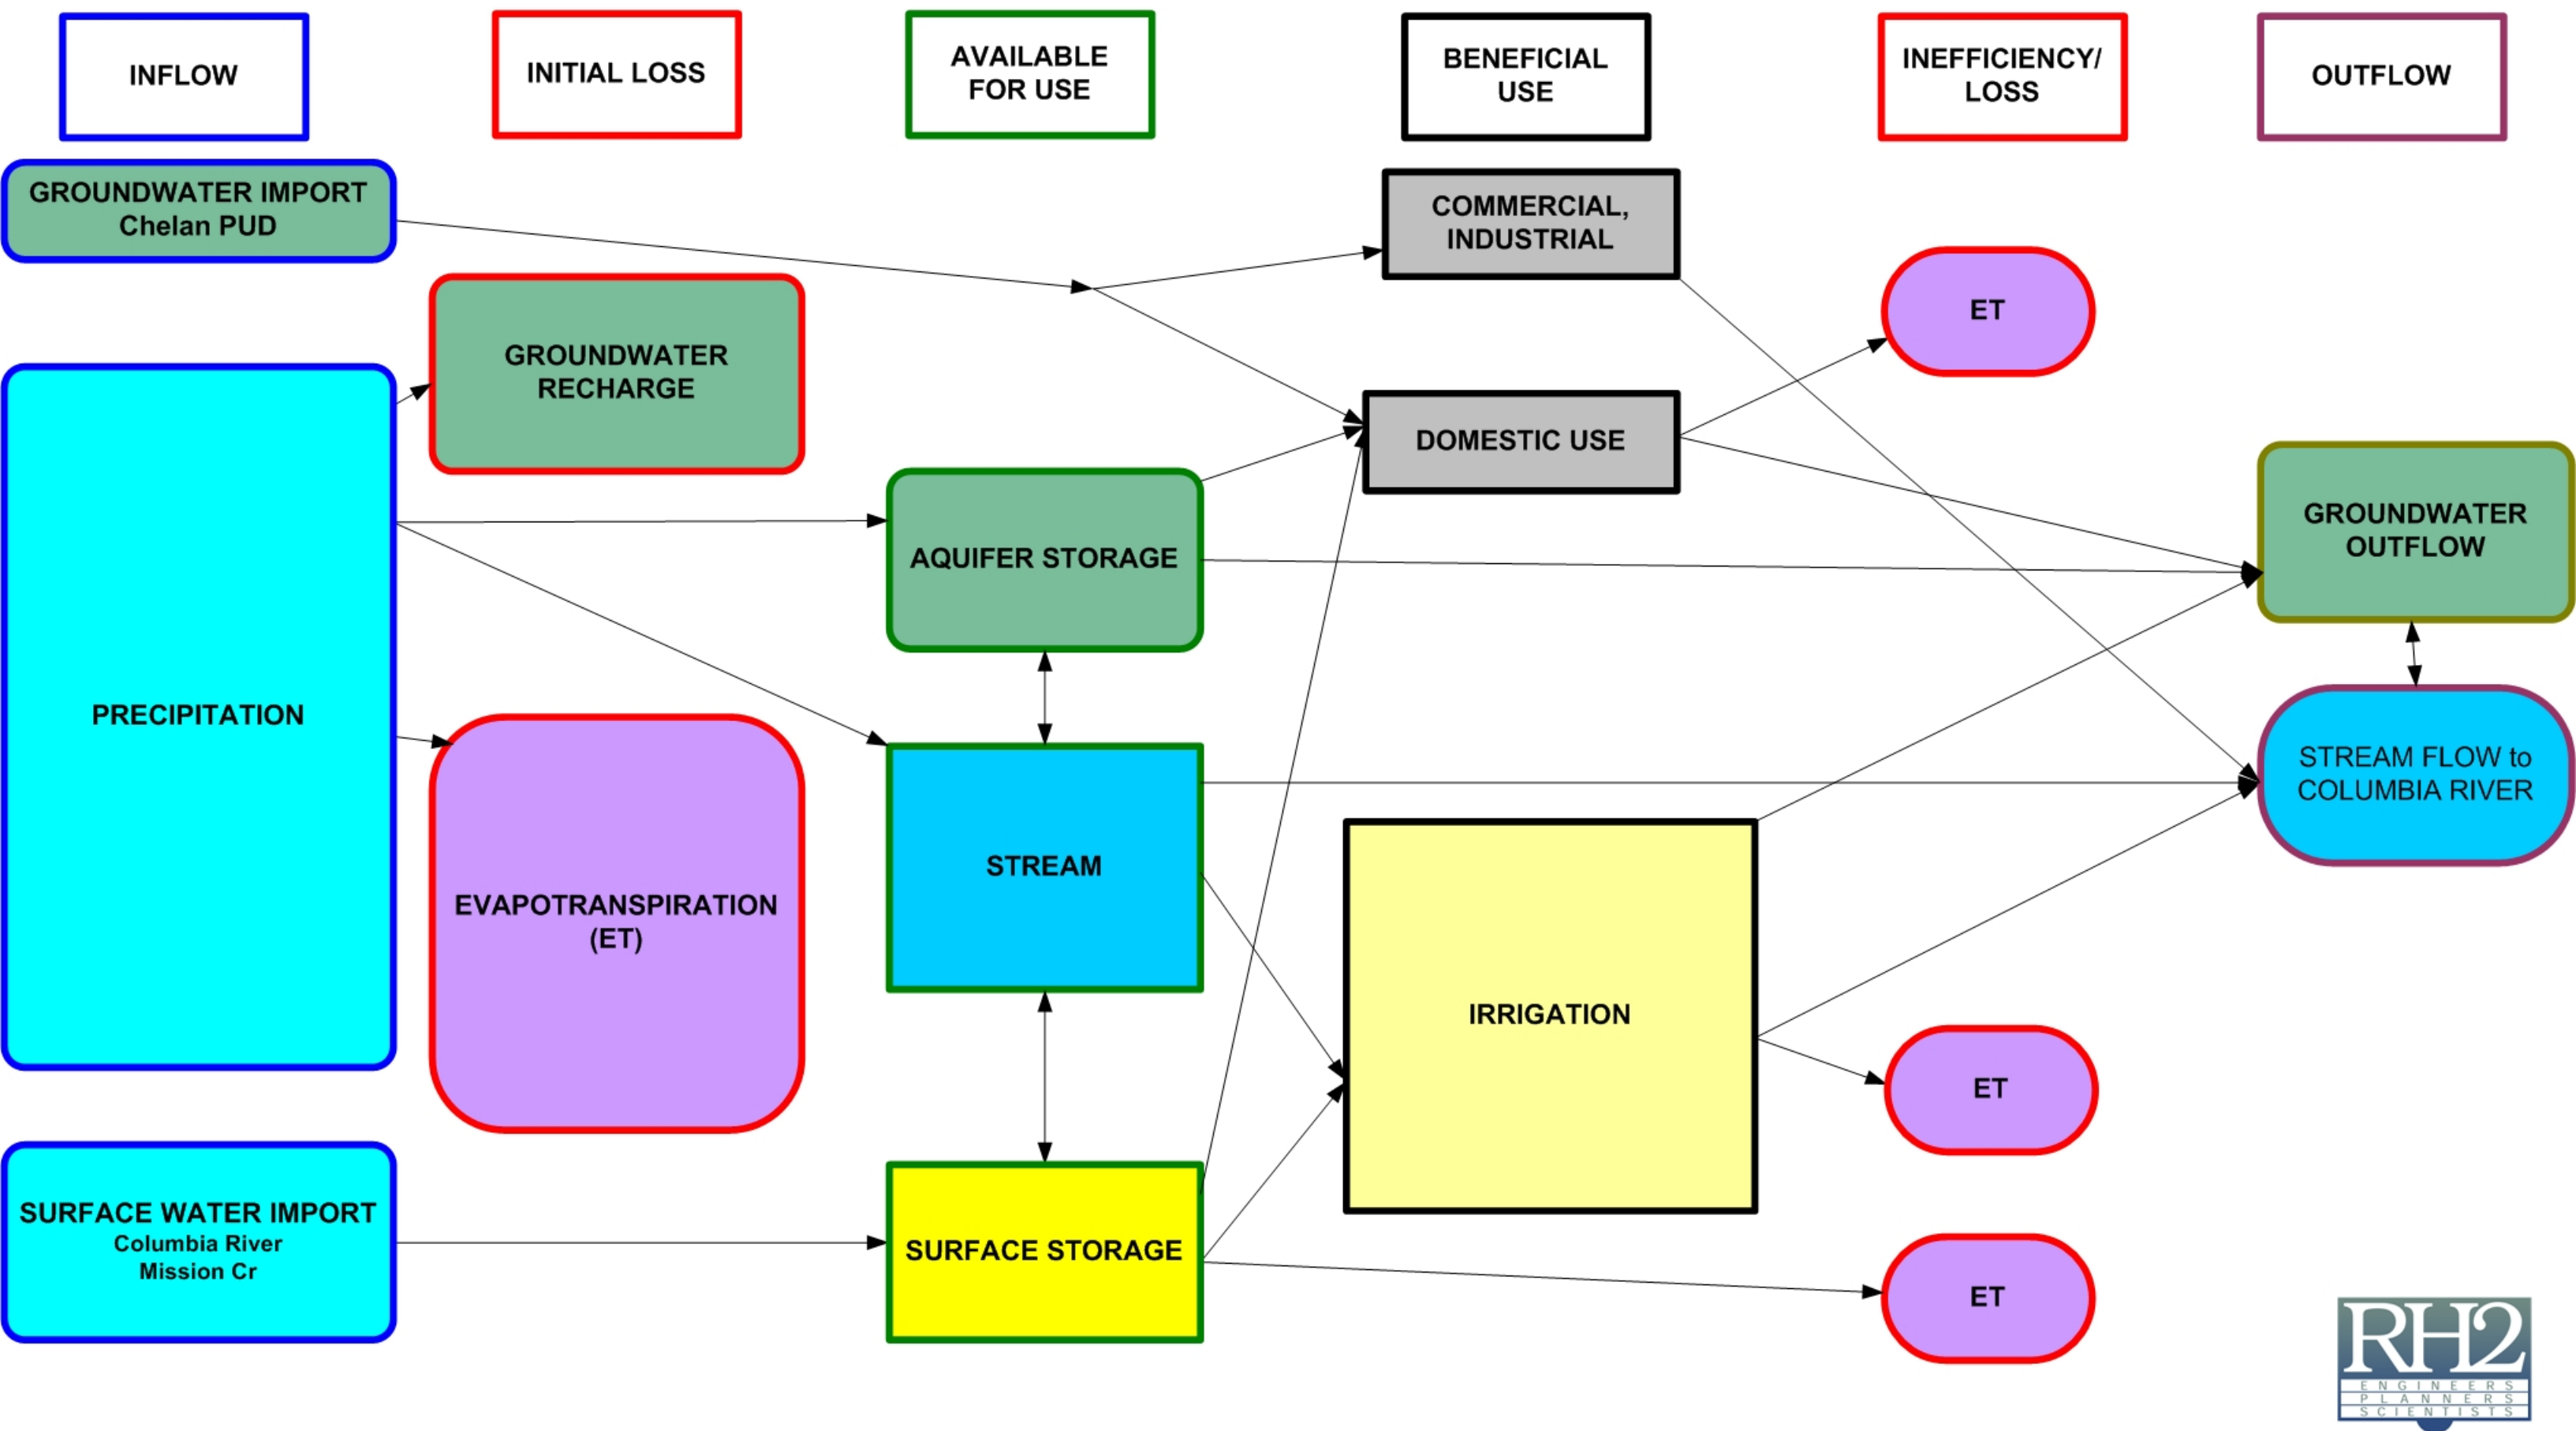 INFLOW
INITIAL LOSS
AVAILABLE
FOR USE
BENEFICIAL
USE
INEFFICIENCY/
LOSS
OUTFLOW
GROUNDWATER IMPORT
Chelan PUD
COMMERCIAL,
INDUSTRIAL
ET
GROUNDWATER
RECHARGE
DOMESTIC USE
AQUIFER STORAGE
GROUNDWATER
OUTFLOW
PRECIPITATION
STREAM FLOW to
COLUMBIA RIVER
EVAPOTRANSPIRATION
(ET)
STREAM
IRRIGATION
ET
SURFACE WATER IMPORT
Columbia River
Mission Cr
SURFACE STORAGE
ET
RH2
ENGINEERS
PLANNERS
SCIENTISTS